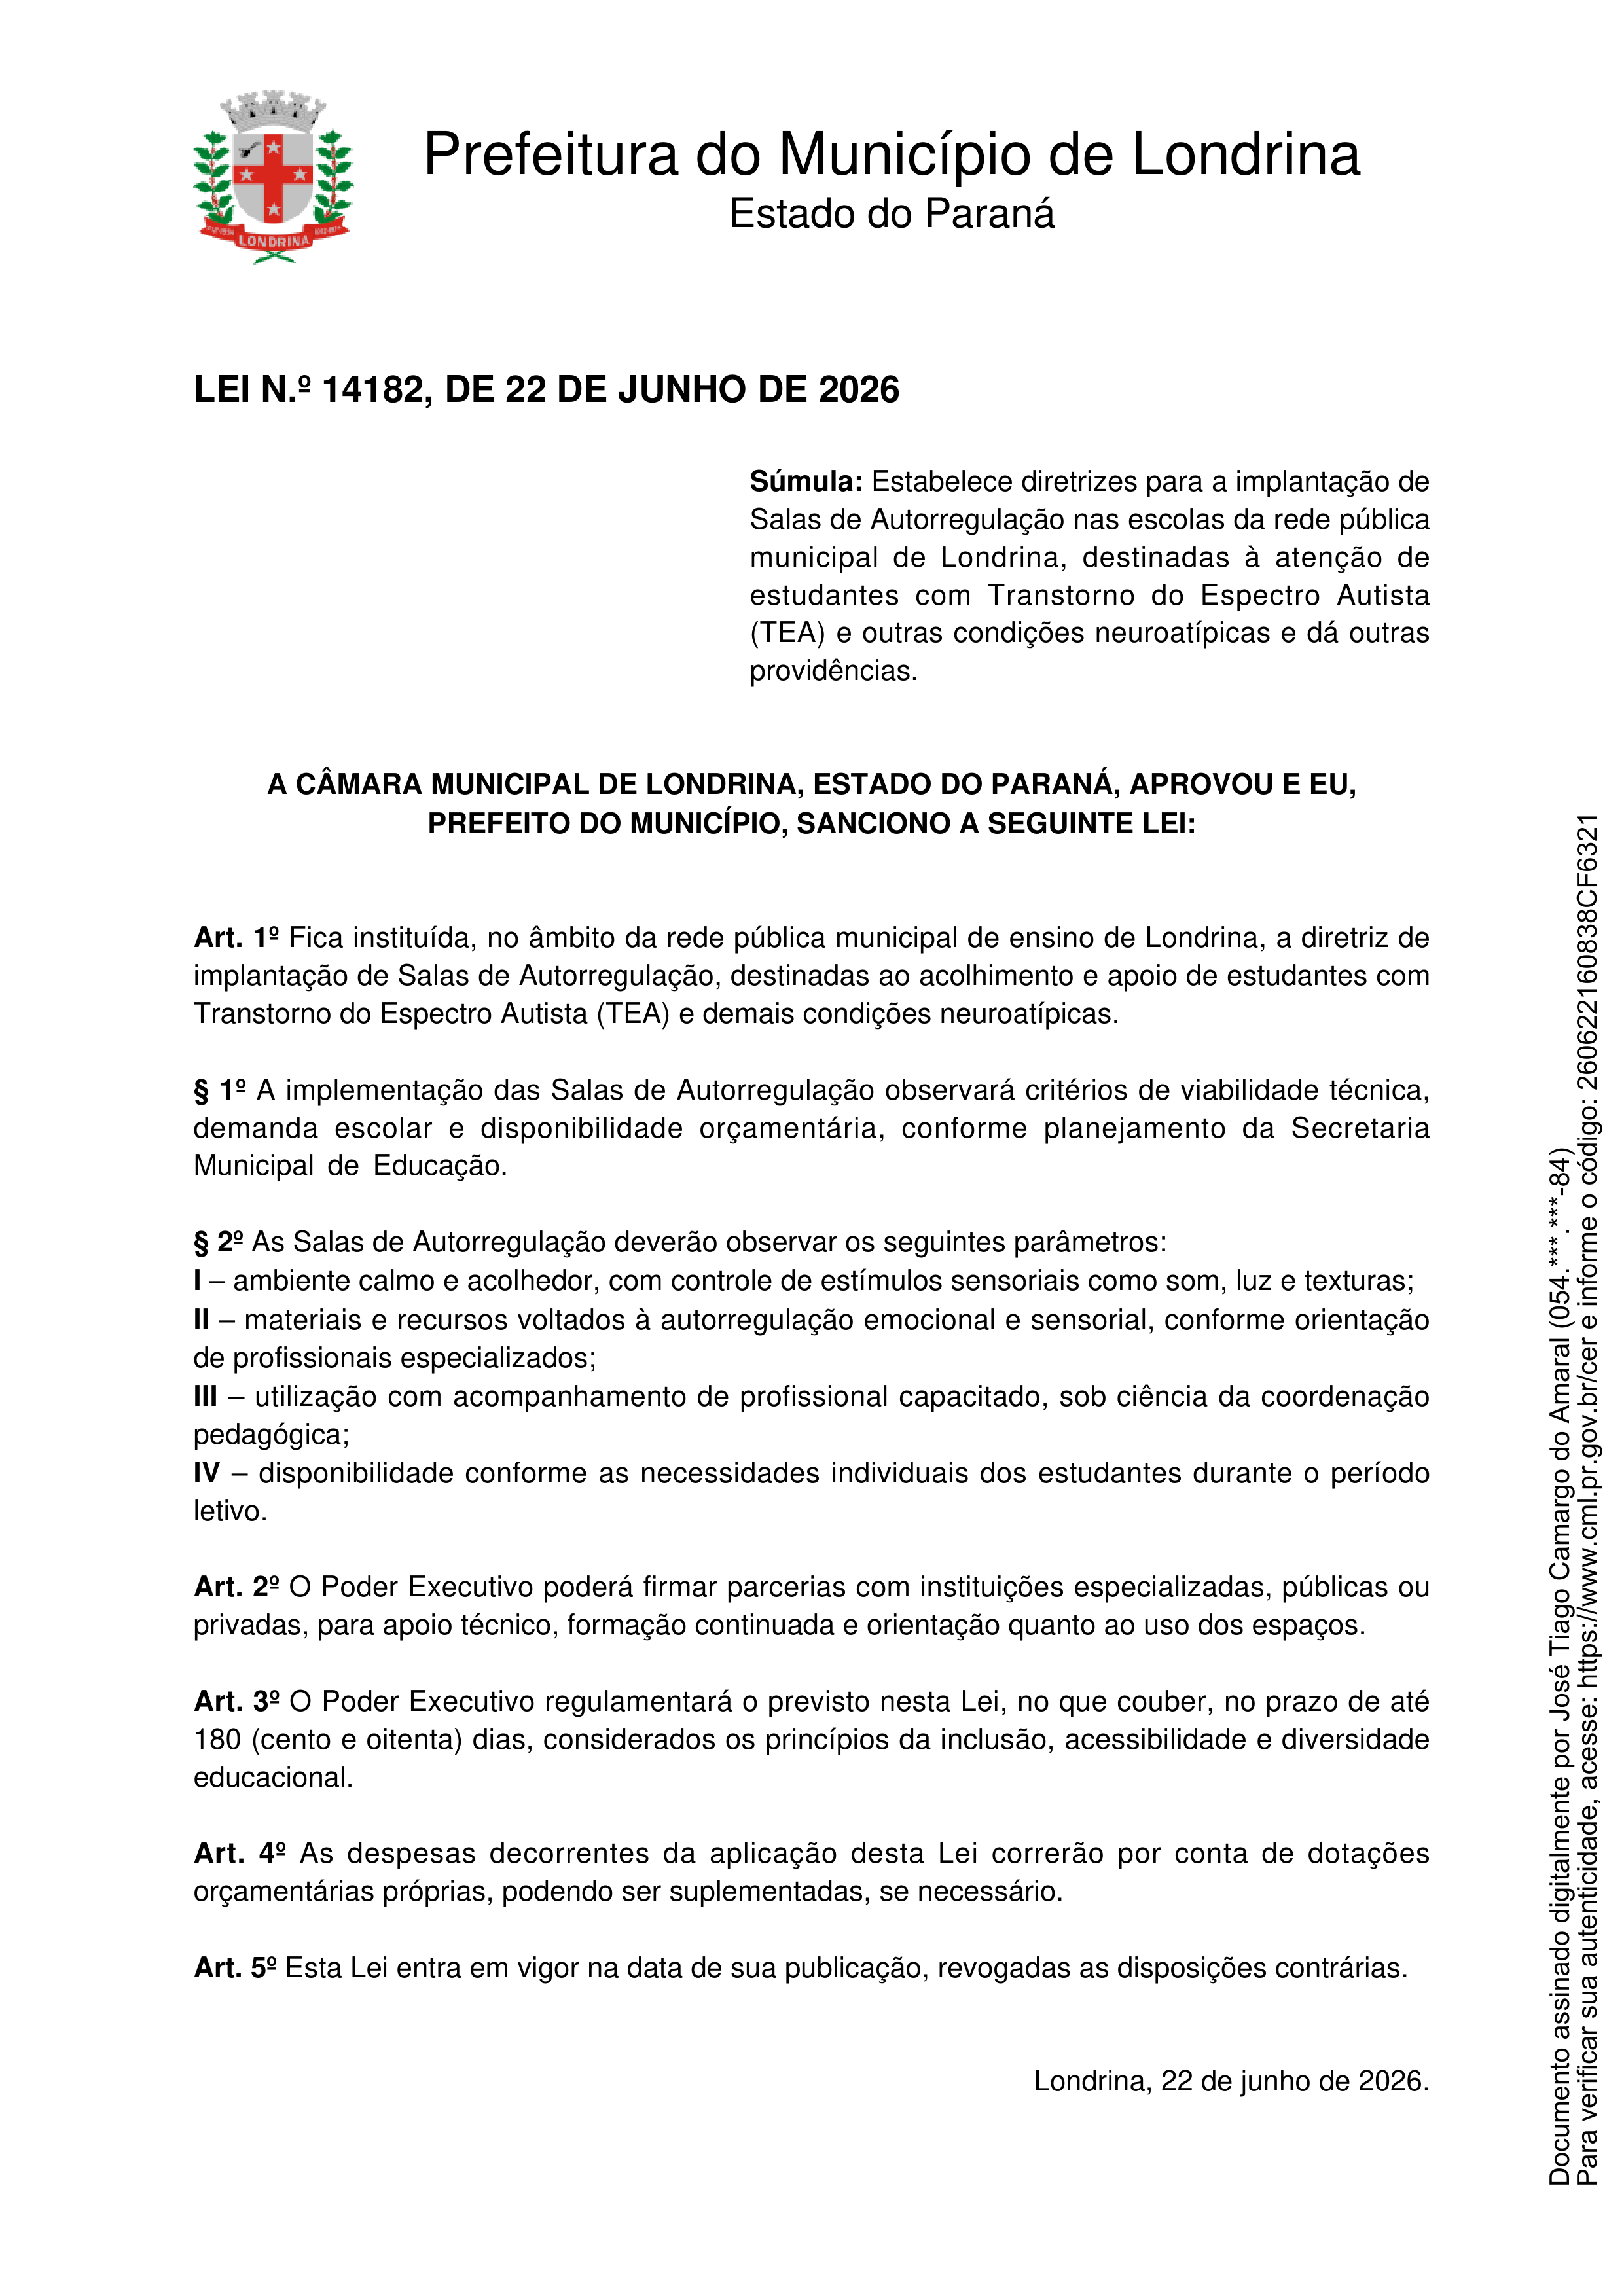 Prefeitura do Município de Londrina
Estado do Paraná
LONDRINA
LEI N.º 14182, DE 22 DE JUNHO DE 2026
Súmula: Estabelece diretrizes para a implantação de
Salas de Autorregulação nas escolas da rede pública
municipal de Londrina, destinadas à atenção de
estudantes com Transtorno do Espectro Autista
(TEA) e outras condições neuroatípicas e dá outras
providências.
A CÂMARA MUNICIPAL DE LONDRINA, ESTADO DO PARANÁ, APROVOU E EU,
PREFEITO DO MUNICÍPIO, SANCIONO A SEGUINTE LEI:
Art. 1º Fica instituída, no âmbito da rede pública municipal de ensino de Londrina, a diretriz de
implantação de Salas de Autorregulação, destinadas ao acolhimento e apoio de estudantes com
Transtorno do Espectro Autista (TEA) e demais condições neuroatípicas.
§ 1º A implementação das Salas de Autorregulação observará critérios de viabilidade técnica,
demanda escolar e disponibilidade orçamentária, conforme planejamento da Secretaria
Municipal de Educação.
§ 2º As Salas de Autorregulação deverão observar os seguintes parâmetros:
I – ambiente calmo e acolhedor, com controle de estímulos sensoriais como som, luz e texturas;
II – materiais e recursos voltados à autorregulação emocional e sensorial, conforme orientação
de profissionais especializados;
III – utilização com acompanhamento de profissional capacitado, sob ciência da coordenação
pedagógica;
IV – disponibilidade conforme as necessidades individuais dos estudantes durante o período
letivo.
Art. 2º O Poder Executivo poderá firmar parcerias com instituições especializadas, públicas ou
privadas, para apoio técnico, formação continuada e orientação quanto ao uso dos espaços.
Art. 3º O Poder Executivo regulamentará o previsto nesta Lei, no que couber, no prazo de até
180 (cento e oitenta) dias, considerados os princípios da inclusão, acessibilidade e diversidade
educacional.
Art. 4º As despesas decorrentes da aplicação desta Lei correrão por conta de dotações
orçamentárias próprias, podendo ser suplementadas, se necessário.
Art. 5º Esta Lei entra em vigor na data de sua publicação, revogadas as disposições contrárias.
Londrina, 22 de junho de 2026.
Documento assinado digitalmente por José Tiago Camargo do Amaral (054.***.***-84)
Para verificar sua autenticidade, acesse: https://www.cml.pr.gov.br/cer e informe o código: 260622160838CF6321